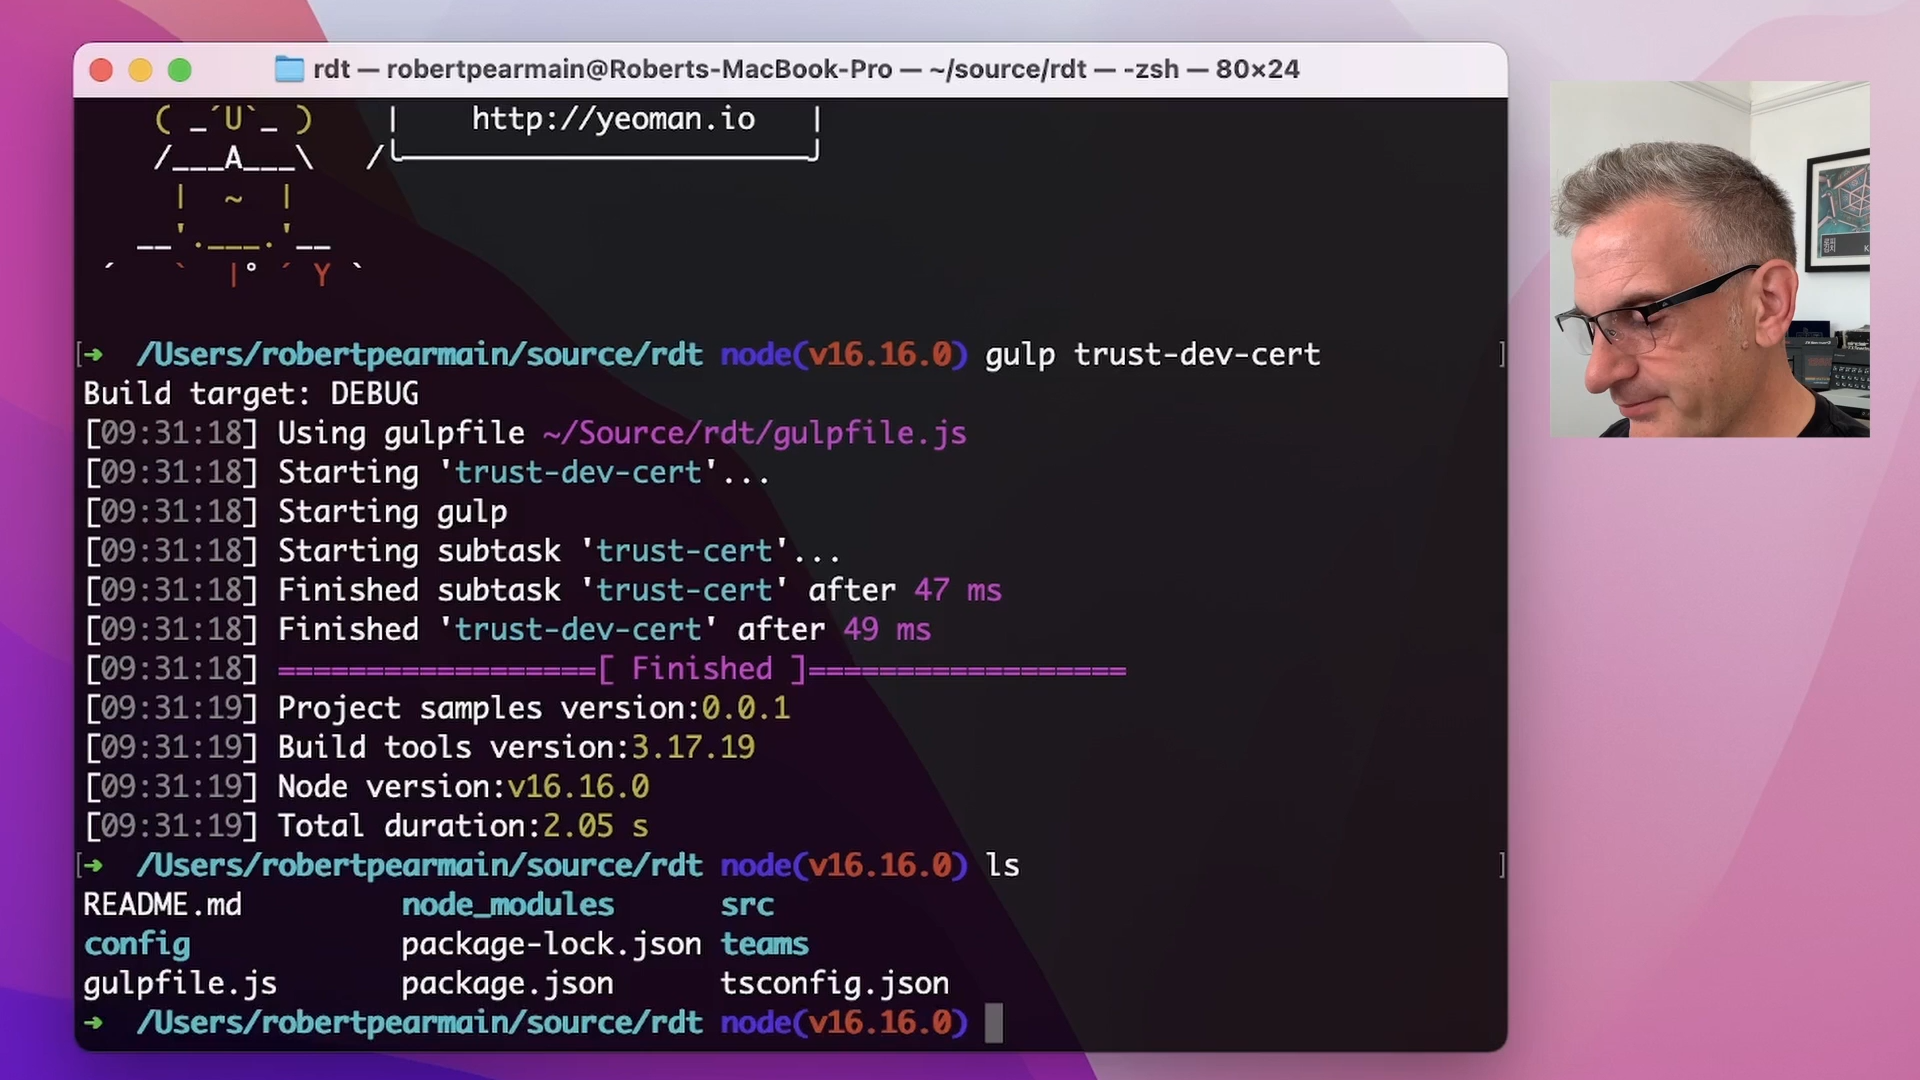 rdt — robertpearmain@Roberts-MacBook-Pro — ~/source/rdt — -zsh — 80×24
( _´U`_ ) | http://yeoman.io |
/___A___\ /
| ~ |
__'.___.'__
´ ` |° ´ Y `
[➜ /Users/robertpearmain/source/rdt node(v16.16.0) gulp trust-dev-cert ]
Build target: DEBUG
[09:31:18] Using gulpfile ~/Source/rdt/gulpfile.js
[09:31:18] Starting 'trust-dev-cert'...
[09:31:18] Starting gulp
[09:31:18] Starting subtask 'trust-cert'...
[09:31:18] Finished subtask 'trust-cert' after 47 ms
[09:31:18] Finished 'trust-dev-cert' after 49 ms
[09:31:18] ==================[ Finished ]==================
[09:31:19] Project samples version:0.0.1
[09:31:19] Build tools version:3.17.19
[09:31:19] Node version:v16.16.0
[09:31:19] Total duration:2.05 s
[➜ /Users/robertpearmain/source/rdt node(v16.16.0) ls ]
README.md node_modules src
config package-lock.json teams
gulpfile.js package.json tsconfig.json
➜ /Users/robertpearmain/source/rdt node(v16.16.0)